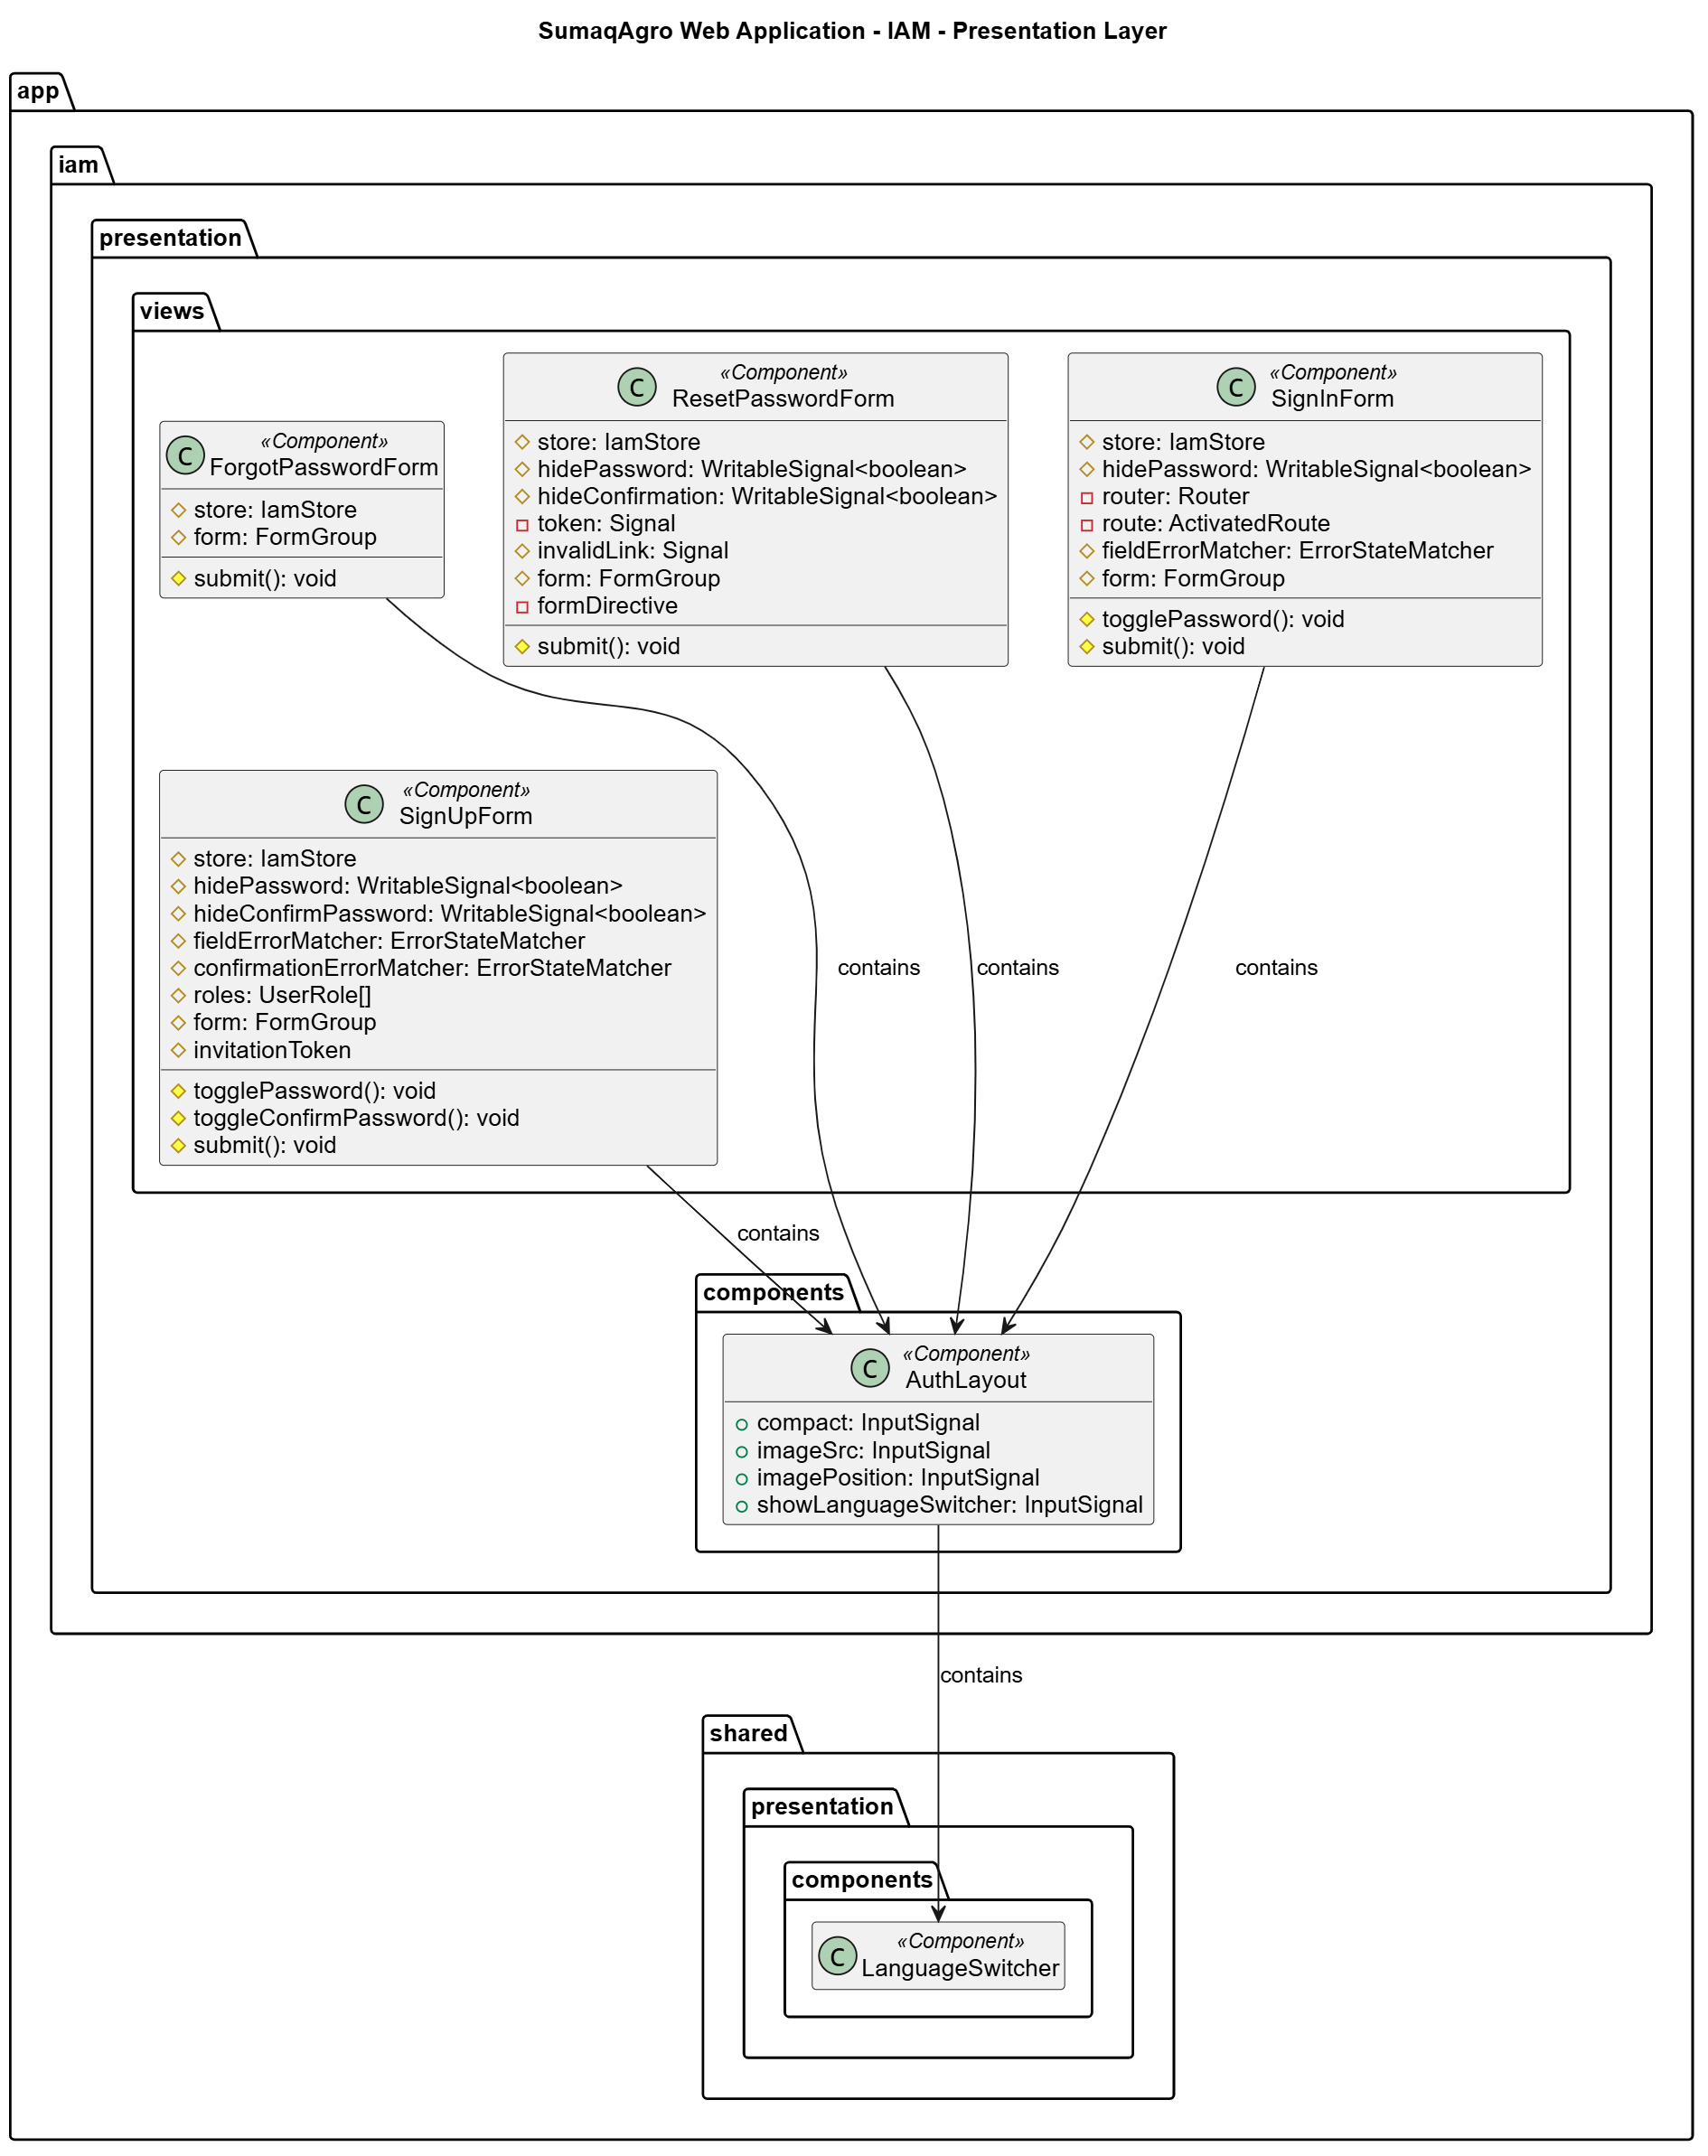 SumaqAgro Web Application - IAM - Presentation Layer
app
iam
presentation
views
«Component»
ForgotPasswordForm
store: IamStore
form: FormGroup
submit(): void
«Component»
ResetPasswordForm
store: IamStore
hidePassword: WritableSignal<boolean>
hideConfirmation: WritableSignal<boolean>
token: Signal
invalidLink: Signal
form: FormGroup
formDirective
submit(): void
«Component»
SignInForm
store: IamStore
hidePassword: WritableSignal<boolean>
router: Router
route: ActivatedRoute
fieldErrorMatcher: ErrorStateMatcher
form: FormGroup
togglePassword(): void
submit(): void
«Component»
SignUpForm
store: IamStore
hidePassword: WritableSignal<boolean>
hideConfirmPassword: WritableSignal<boolean>
fieldErrorMatcher: ErrorStateMatcher
confirmationErrorMatcher: ErrorStateMatcher
roles: UserRole[]
form: FormGroup
invitationToken
togglePassword(): void
toggleConfirmPassword(): void
submit(): void
contains
contains
contains
contains
components
«Component»
AuthLayout
compact: InputSignal
imageSrc: InputSignal
imagePosition: InputSignal
showLanguageSwitcher: InputSignal
contains
shared
presentation
components
«Component»
LanguageSwitcher